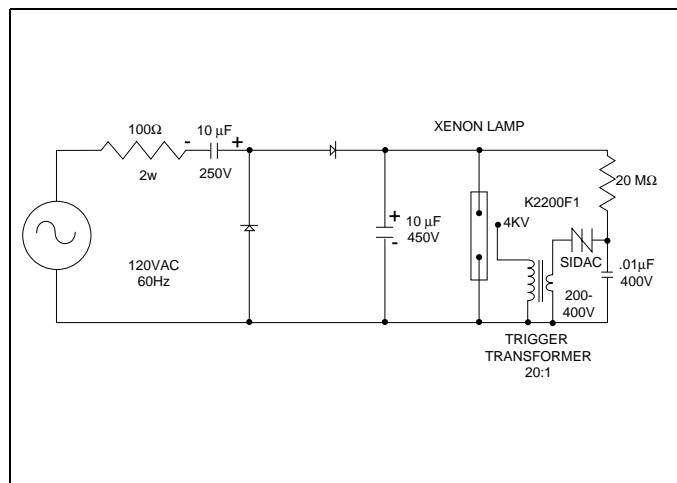 XENON LAMP
100Ω
- 10 μF +
2w
250V
20 MΩ
K2200F1
+
10 μF
450V
-
4KV
SIDAC
120VAC
60Hz
.01μF
400V
200-
400V
TRIGGER
TRANSFORMER
20:1